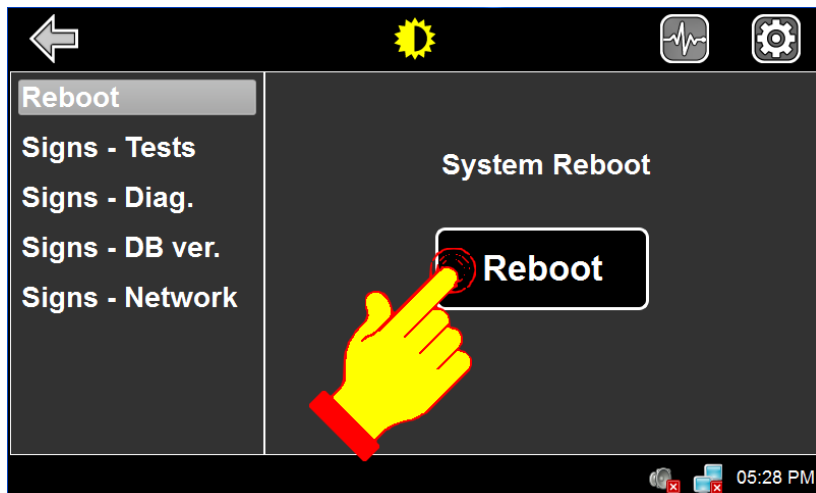 Reboot
Signs - Tests
Signs - Diag.
Signs - DB ver.
Signs - Network
System Reboot
Reboot
05:28 PM